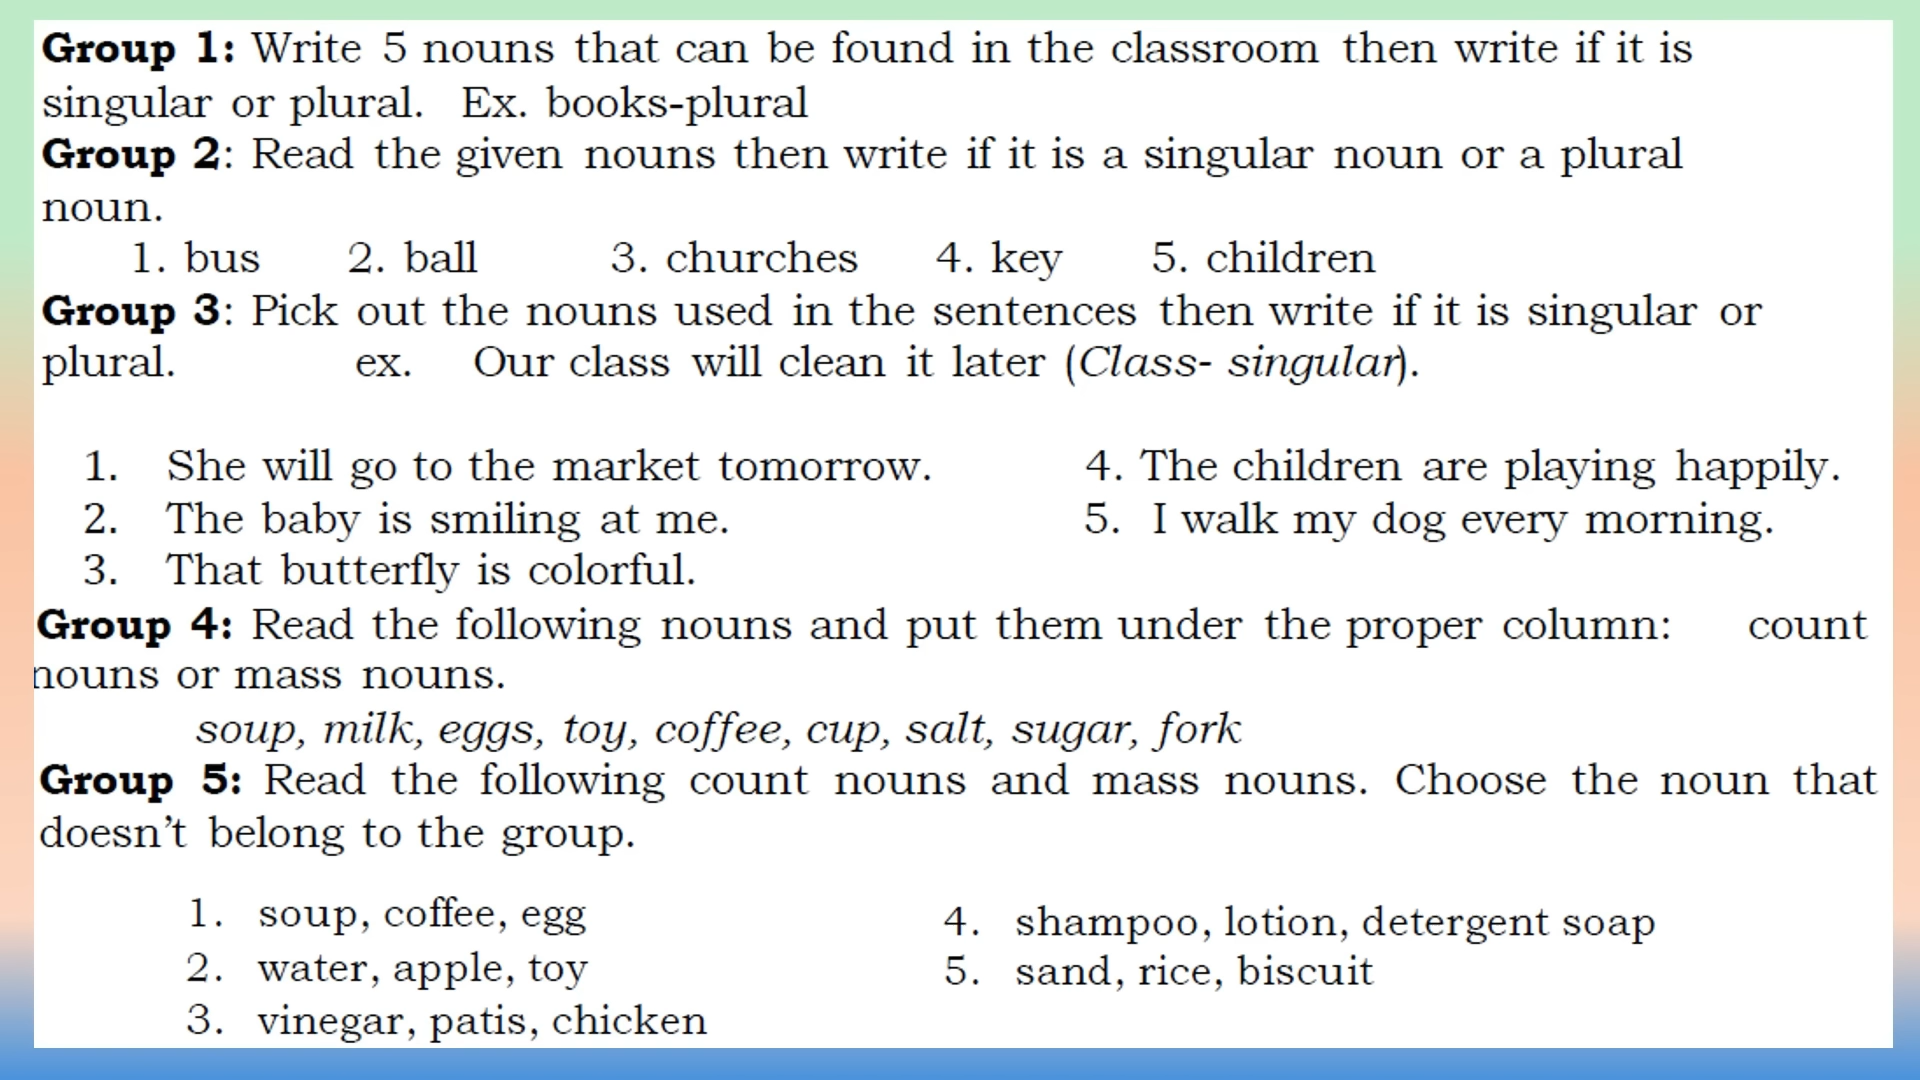 Group 1: Write 5 nouns that can be found in the classroom then write if it is
singular or plural. Ex. books-plural
Group 2: Read the given nouns then write if it is a singular noun or a plural
noun.
1. bus 2. ball 3. churches 4. key 5. children
Group 3: Pick out the nouns used in the sentences then write if it is singular or
plural. ex. Our class will clean it later (Class- singular).
1. She will go to the market tomorrow.
2. The baby is smiling at me.
3. That butterfly is colorful.
4. The children are playing happily.
5. I walk my dog every morning.
Group 4: Read the following nouns and put them under the proper column: count
nouns or mass nouns.
soup, milk, eggs, toy, coffee, cup, salt, sugar, fork
Group 5: Read the following count nouns and mass nouns. Choose the noun that
doesn't belong to the group.
1. soup, coffee, egg
2. water, apple, toy
3. vinegar, patis, chicken
4. shampoo, lotion, detergent soap
5. sand, rice, biscuit